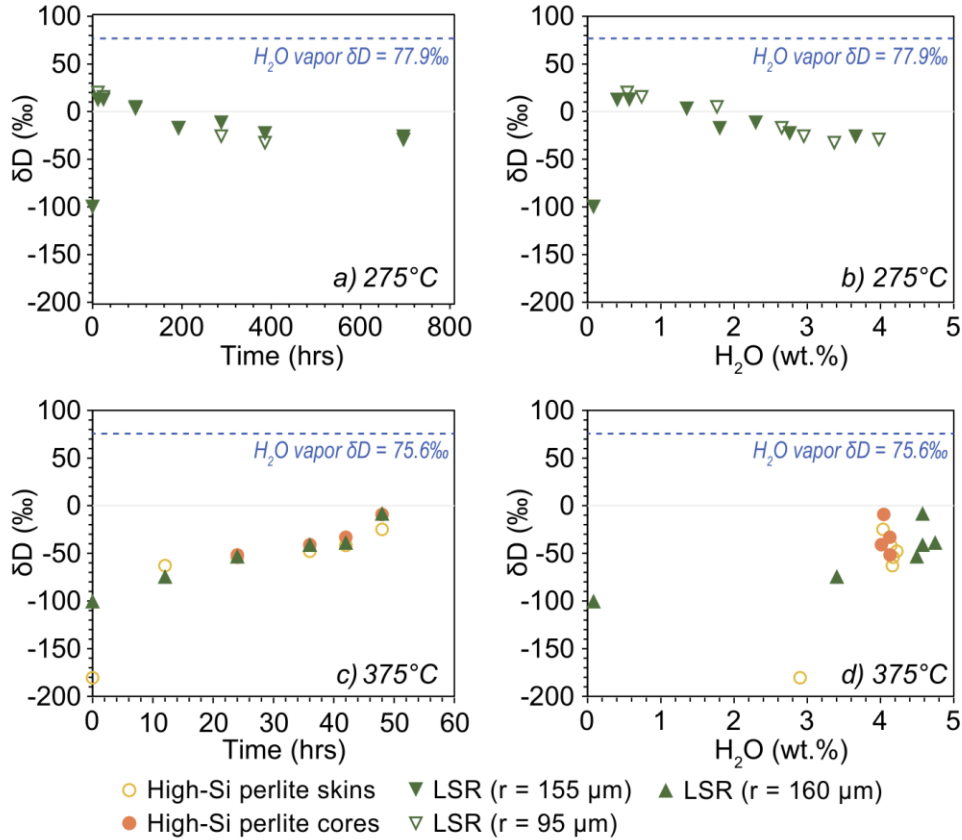 100
50
0
-50
-100
-150
-200
δD (‰)
H₂O vapor δD = 77.9‰
a) 275°C
0 200 400 600 800
Time (hrs)
100
50
0
-50
-100
-150
-200
δD (‰)
H₂O vapor δD = 77.9‰
b) 275°C
0 1 2 3 4 5
H₂O (wt.%)
100
50
0
-50
-100
-150
-200
δD (‰)
H₂O vapor δD = 75.6‰
c) 375°C
0 10 20 30 40 50 60
Time (hrs)
100
50
0
-50
-100
-150
-200
δD (‰)
H₂O vapor δD = 75.6‰
d) 375°C
0 1 2 3 4 5
H₂O (wt.%)
High-Si perlite skins LSR (r = 155 µm) LSR (r = 160 µm)
High-Si perlite cores LSR (r = 95 µm)